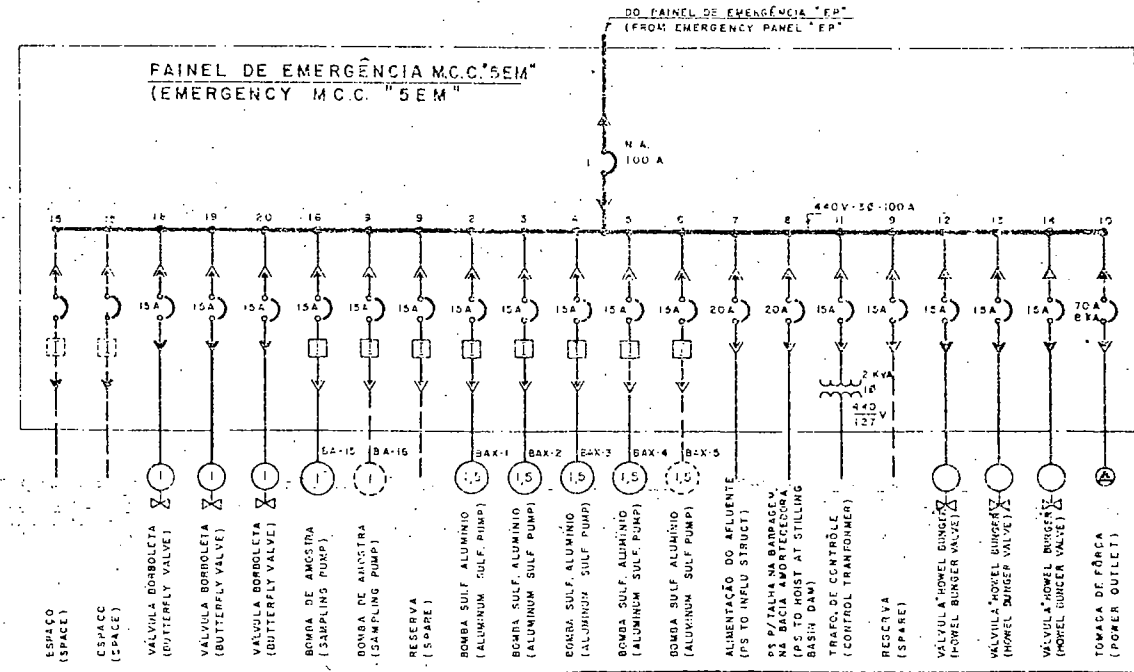 DO PAINEL DE EMERGÊNCIA "EP"
(FROM EMERGENCY PANEL "EP"
PAINEL DE EMERGÊNCIA M.C.C."5EM"
(EMERGENCY M.C.C. "5EM"
N.A.
1 100 A
440V-3Ø-100A
18 19 20 16 9 9 2 3 4 5 6 7 8 11 9 12 13 14 10
15A 15A 15A 15A 15A 15A 15A 15A 15A 15A 15A 20A 20A 15A 15A 15A 15A 15A 70A
8 KA
2 KVA
1Ø
440
127 V
BA-15 BA-16 BAX-1 BAX-2 BAX-3 BAX-4 BAX-5
1 1 1 1 1 1,5 1,5 1,5 1,5 1,5
ESPAÇO
(SPACE)
ESPACC
(SPACE)
VÁLVULA BORBOLETA
(BUTTERFLY VALVE)
VÁLVULA BORBOLETA
(BUTTERFLY VALVE)
VÁLVULA BORBOLETA
(BUTTERFLY VALVE)
BOMBA DE AMOSTRA
(SAMPLING PUMP)
BOMBA DE AMOSTRA
(SAMPLING PUMP)
RESERVA
(SPARE)
BOMBA SULF. ALUMÍNIO
(ALUMINUM SULF. PUMP)
BOMBA SULF. ALUMÍNIO
(ALUMINUM SULF PUMP)
BOMBA SULF. ALUMÍNIO
(ALUMINUM SULF PUMP)
BOMBA SULF. ALUMÍNIO
(ALUMINUM SULF PUMP)
BOMBA SULF ALUMÍNIO
(ALUMINUM SULF PUMP)
ALIMENTAÇÃO DO AFLUENTE
(PS TO INFLU STRUCT)
PS P/TALHA NA BARRAGEM
NA BACIA AMORTECEDORA
(PS TO HOIST AT STILLING
BASIN DAM)
TRAFO. DE CONTRÔLE
(CONTROL TRANFORMER)
RESERVA
(SPARE)
VÁLVULA "HOWEL BUNGER
(HOWEL BUNGER VALVE)
VÁLVULA "HOWEL BUNGER
(HOWEL BUNGER VALVE)
VÁLVULA "HOWEL BUNGER
(HOWEL BUNGER VALVE)
TOMADA DE FÔRÇA
(POWER OUTLET)